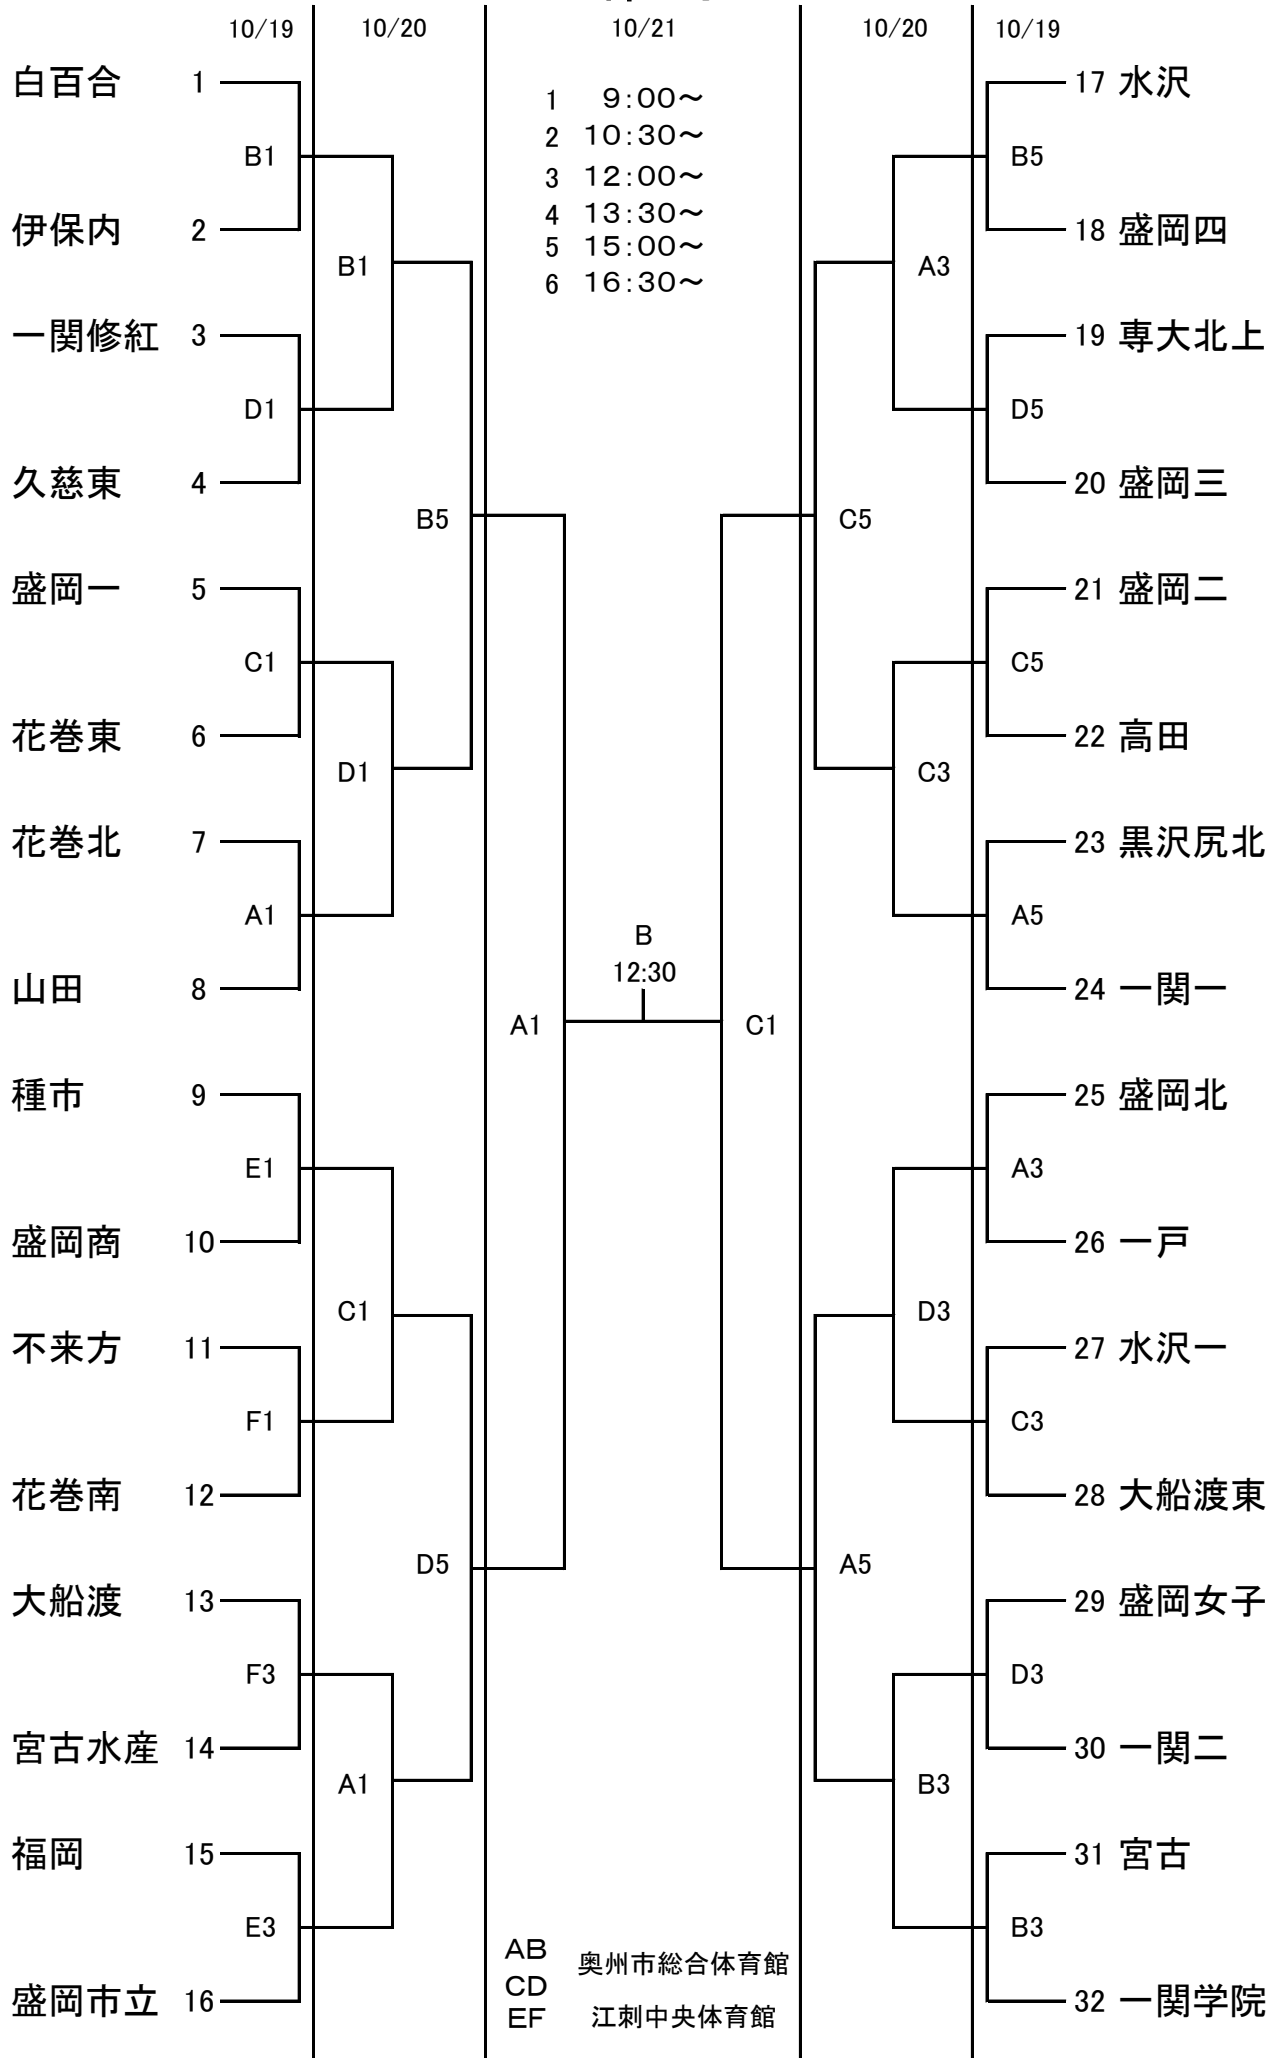 10/19 10/20 10/21 10/20 10/19
1 9:00～
2 10:30～
3 12:00～
4 13:30～
5 15:00～
6 16:30～
白百合 1
B1
伊保内 2
B1
一関修紅 3
D1
久慈東 4
B5
盛岡一 5
C1
花巻東 6
D1
花巻北 7
A1
山田 8
A1
種市 9
E1
盛岡商 10
C1
不来方 11
F1
花巻南 12
D5
大船渡 13
F3
宮古水産 14
A1
福岡 15
E3
盛岡市立 16
B
12:30
17 水沢
B5
18 盛岡四
A3
19 専大北上
D5
20 盛岡三
C5
21 盛岡二
C5
22 高田
C3
23 黒沢尻北
A5
24 一関一
C1
25 盛岡北
A3
26 一戸
D3
27 水沢一
C3
28 大船渡東
A5
29 盛岡女子
D3
30 一関二
B3
31 宮古
B3
32 一関学院
AB
奥州市総合体育館
CD
EF 江刺中央体育館